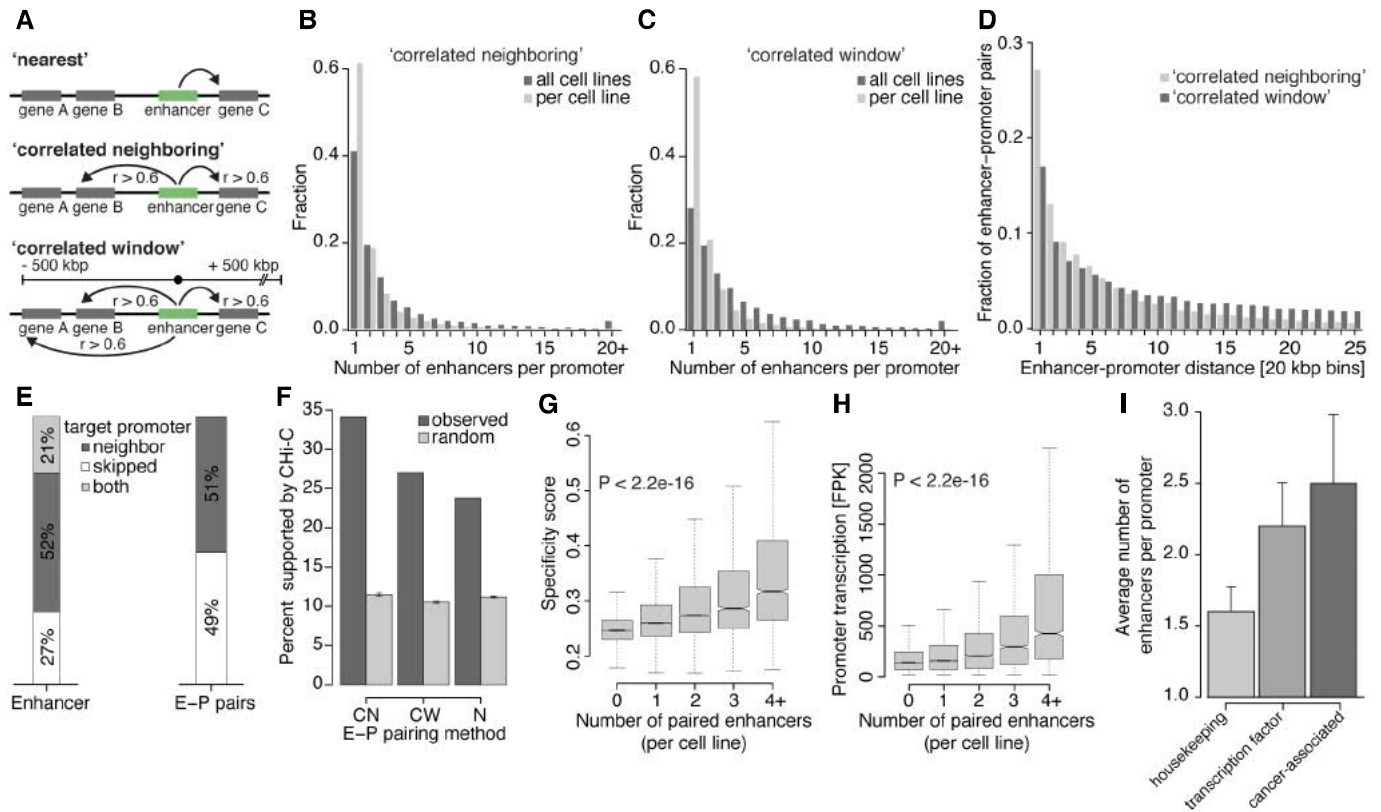 A
'nearest'
gene A gene B enhancer gene C
'correlated neighboring'
r > 0.6 r > 0.6
gene A gene B enhancer gene C
'correlated window'
- 500 kbp + 500 kbp
r > 0.6 r > 0.6
gene A gene B enhancer gene C
r > 0.6
B
'correlated neighboring'
all cell lines
per cell line
Fraction
0.6
0.4
0.2
0.0
1 5 10 15 20+
Number of enhancers per promoter
C
'correlated window'
all cell lines
per cell line
Fraction
0.6
0.4
0.2
0.0
1 5 10 15 20+
Number of enhancers per promoter
D
'correlated neighboring'
'correlated window'
Fraction of enhancer–promoter pairs
0.3
0.2
0.1
0.0
1 5 10 15 20 25
Enhancer-promoter distance [20 kbp bins]
E
target promoter
neighbor
skipped
both
21%
52%
27%
51%
49%
Enhancer E–P pairs
F
observed
random
Percent supported by CHi-C
35
30
25
20
15
10
5
0
CN CW N
E–P pairing method
G
P < 2.2e-16
Specificity score
0.6
0.5
0.4
0.3
0.2
0 1 2 3 4+
Number of paired enhancers
(per cell line)
H
P < 2.2e-16
Promoter transcription [FPK]
2000
1500
1000
500
0
0 1 2 3 4+
Number of paired enhancers
(per cell line)
I
Average number of
enhancers per promoter
3.0
2.5
2.0
1.5
1.0
housekeeping
transcription factor
cancer-associated